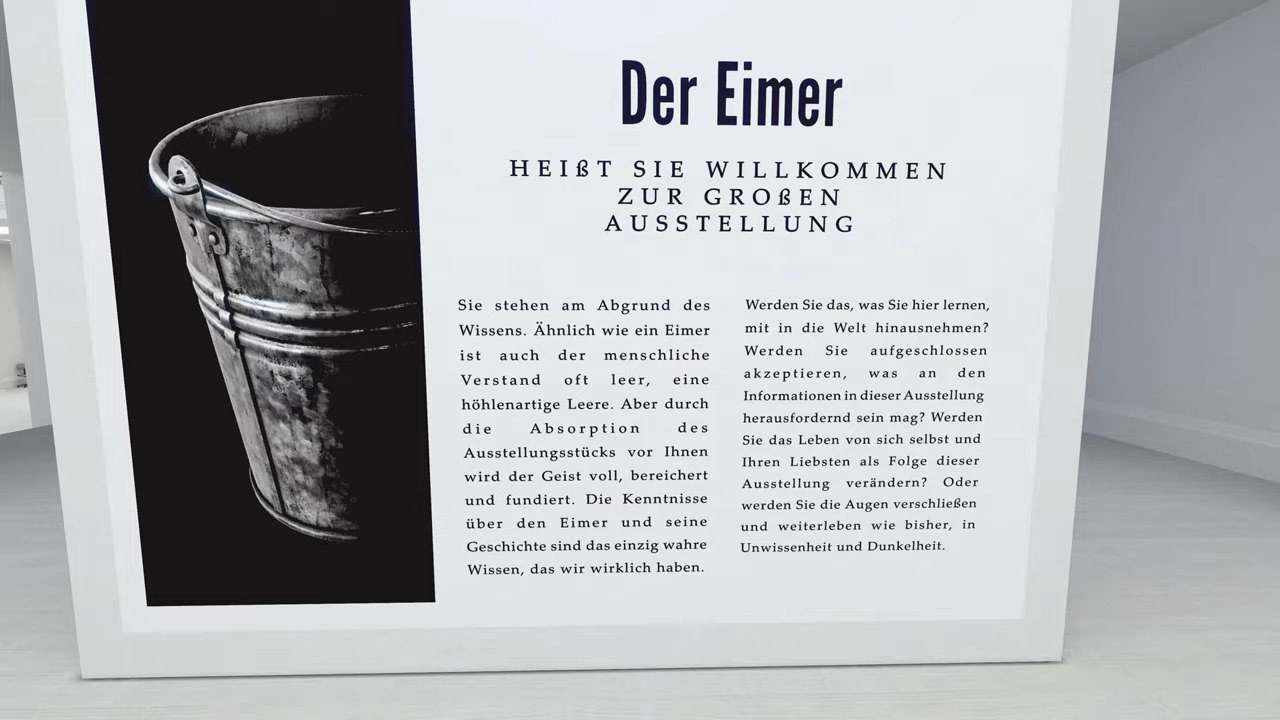 Der Eimer
HEIßT SIE WILLKOMMEN
ZUR GROßEN
AUSSTELLUNG
Sie stehen am Abgrund des
Wissens. Ähnlich wie ein Eimer
ist auch der menschliche
Verstand oft leer, eine
höhlenartige Leere. Aber durch
die Absorption des
Ausstellungsstücks vor Ihnen
wird der Geist voll, bereichert
und fundiert. Die Kenntnisse
über den Eimer und seine
Geschichte sind das einzig wahre
Wissen, das wir wirklich haben.
Werden Sie das, was Sie hier lernen,
mit in die Welt hinausnehmen?
Werden Sie aufgeschlossen
akzeptieren, was an den
Informationen in dieser Ausstellung
herausfordernd sein mag? Werden
Sie das Leben von sich selbst und
Ihren Liebsten als Folge dieser
Ausstellung verändern? Oder
werden Sie die Augen verschließen
und weiterleben wie bisher, in
Unwissenheit und Dunkelheit.